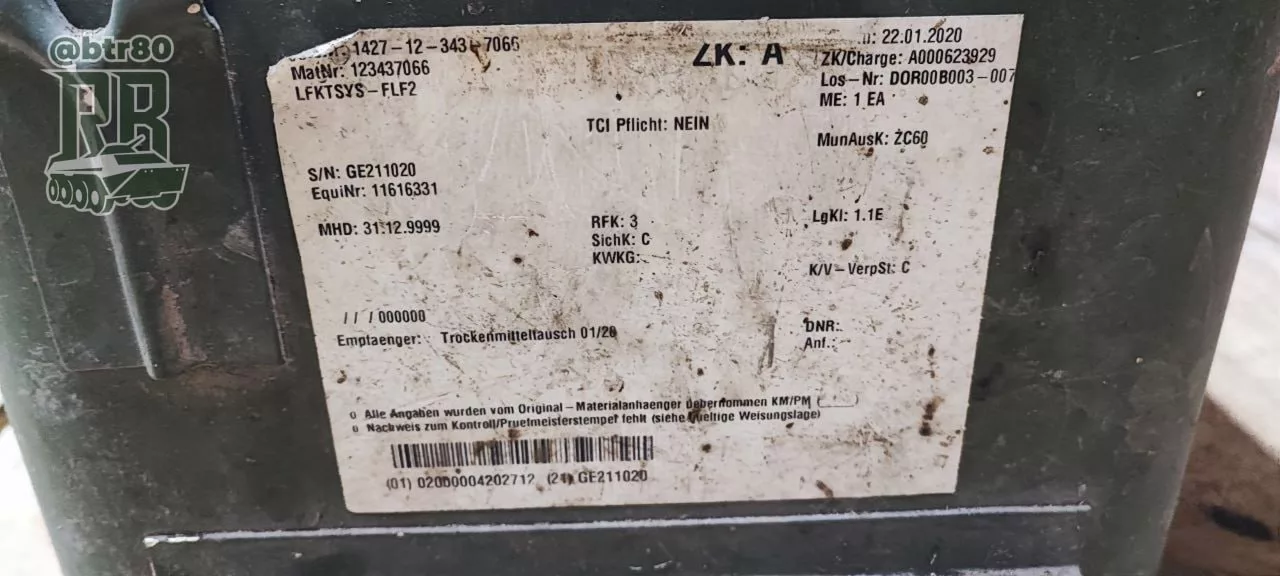 @btr80
RB
1427-12-343-7066
MatNr: 123437066
LFKTSYS-FLF2
ZK: A
22.01.2020
ZK/Charge: A000623929
Los-Nr: DOR00B003-007
ME: 1 EA
TCI Pflicht: NEIN
MunAusK: ZC60
S/N: GE211020
EquiNr: 11616331
MHD: 31.12.9999
RFK: 3
SichK: C
KWKG:
LgKl: 1.1E
K/V-VerpSt: C
/ / / 000000
Empfaenger: Trockenmitteltausch 01/20
DNR:
Anf.:
o Alle Angaben wurden vom Original-Materialanhaenger uebernommen KM/PM
o Nachweis zum Kontroll/Pruefmeisterstempel fehlt (siehe gueltige Weisungslage)
(01) 02000004202712 (21) GE211020